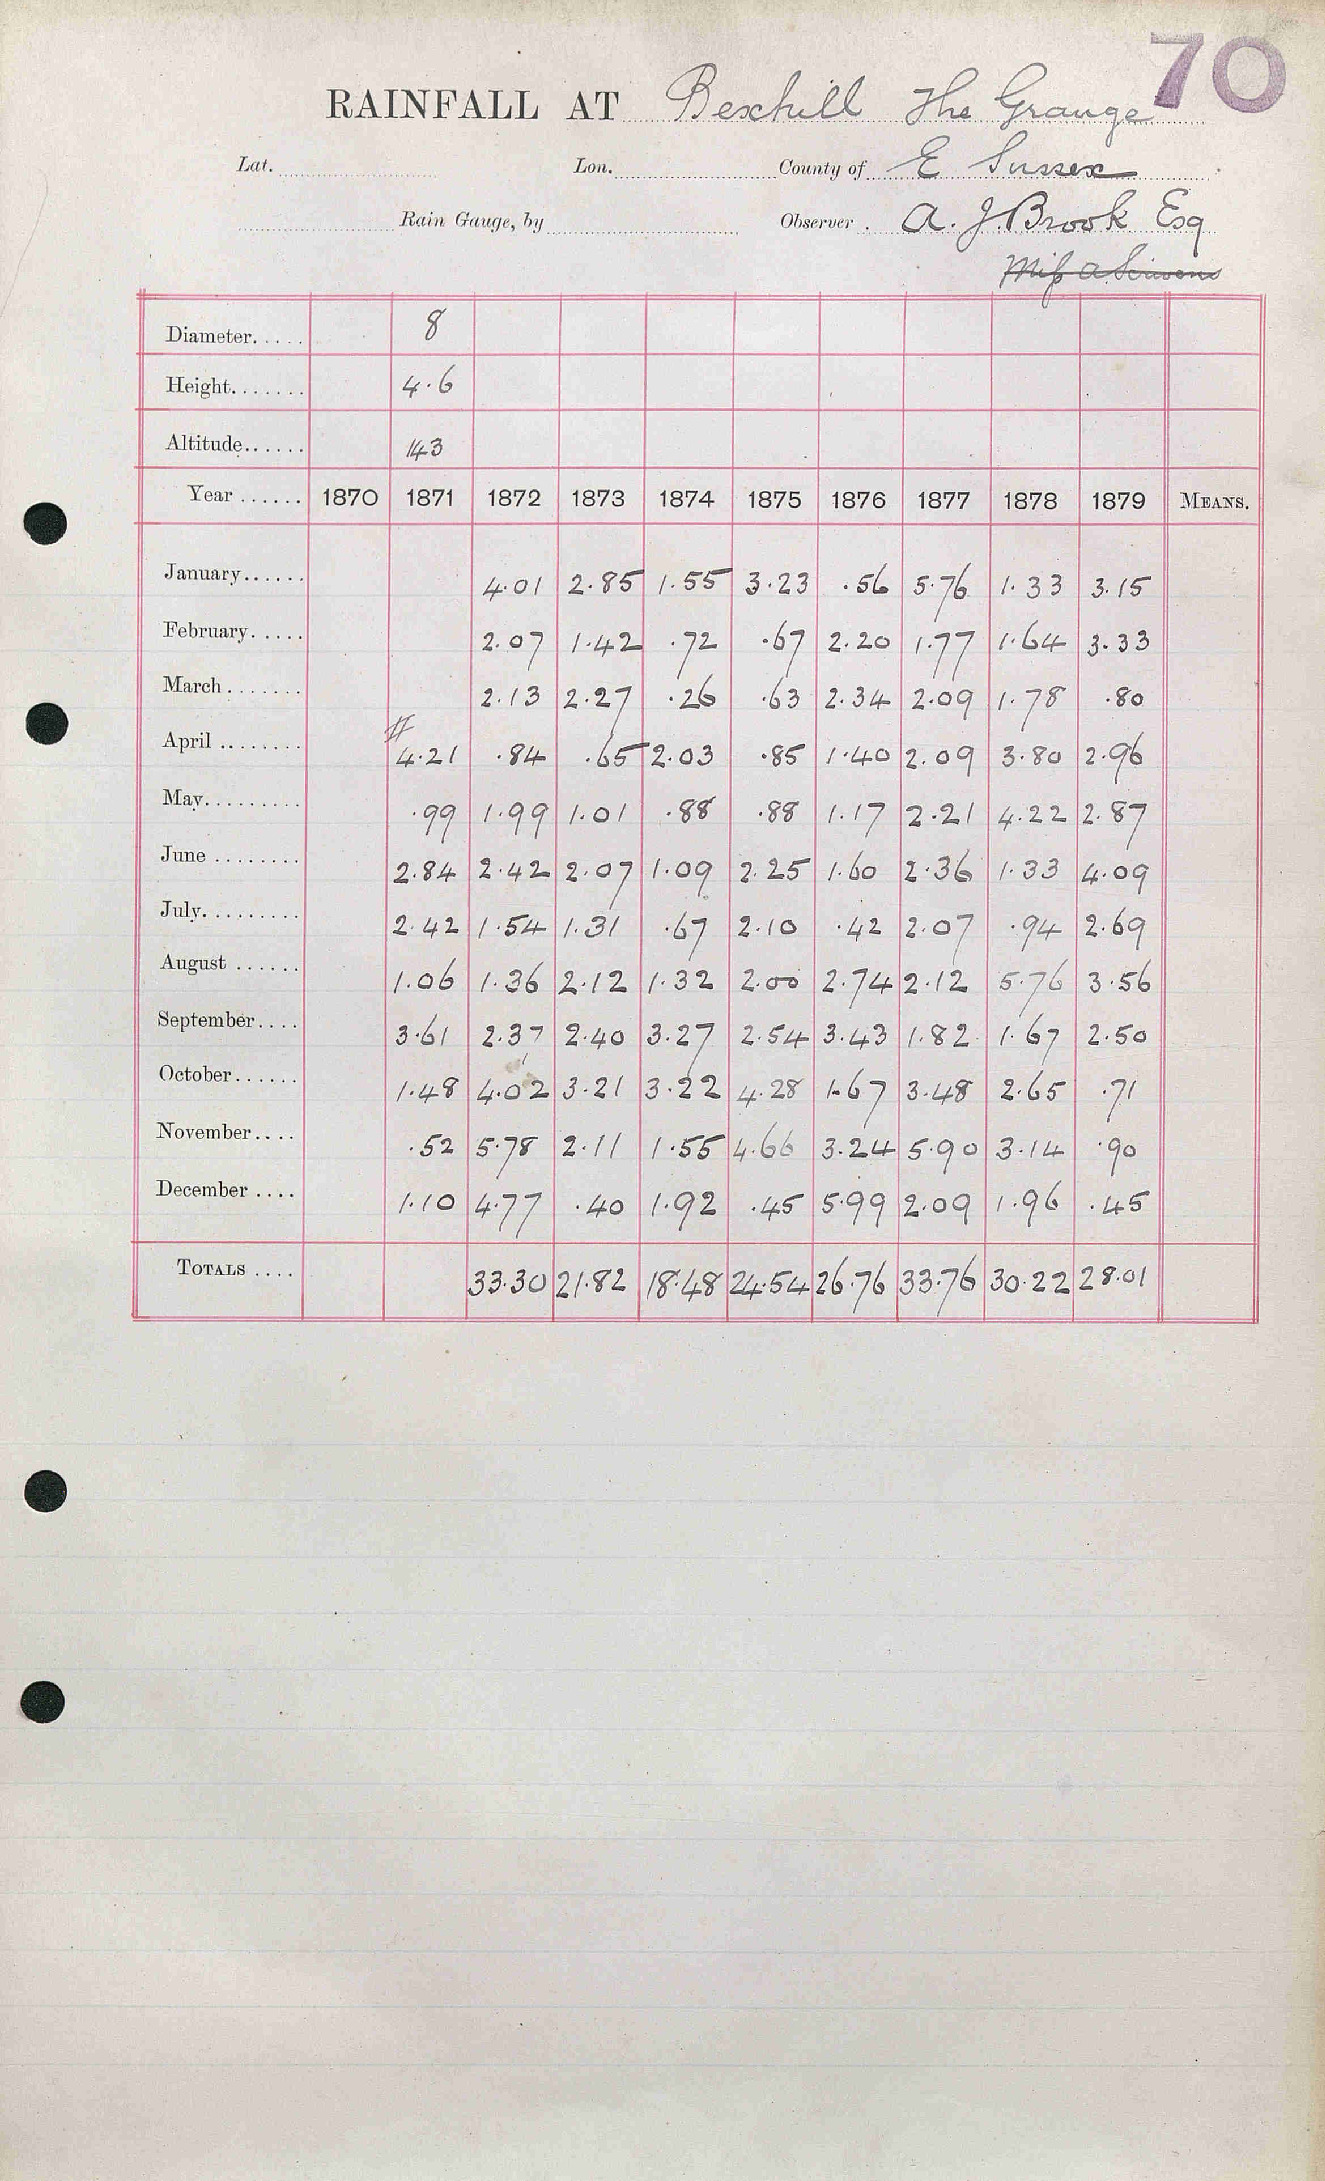 70
RAINFALL AT Bexhill The Grange
Lat. Lon. County of E Sussex
Rain Gauge, by Observer . A. J. Brook Esq
Miss A
Diameter..... 8
Height....... 4.6
Altitude...... 143
Year ...... 1870 1871 1872 1873 1874 1875 1876 1877 1878 1879 MEANS.
January...... 4.01 2.85 1.55 3.23 .56 5.76 1.33 3.15
February..... 2.07 1.42 .72 .67 2.20 1.77 1.64 3.33
March....... 2.13 2.27 .26 .63 2.34 2.09 1.78 .80
April ........ 4.21 .84 .65 2.03 .85 1.40 2.09 3.80 2.96
May......... .99 1.99 1.01 .88 .88 1.17 2.21 4.22 2.87
June ........ 2.84 2.42 2.07 1.09 2.25 1.60 2.36 1.33 4.09
July......... 2.42 1.54 1.31 .67 2.10 .42 2.07 .94 2.69
August ...... 1.06 1.36 2.12 1.32 2.00 2.74 2.12 5.76 3.56
September.... 3.61 2.37 2.40 3.27 2.54 3.43 1.82 1.67 2.50
October...... 1.48 4.02 3.21 3.22 4.28 1.67 3.48 2.65 .71
November.... .52 5.78 2.11 1.55 4.66 3.24 5.90 3.14 .90
December .... 1.10 4.77 .40 1.92 .45 5.99 2.09 1.96 .45
TOTALS .... 33.30 21.82 18.48 24.54 26.76 33.76 30.22 28.01